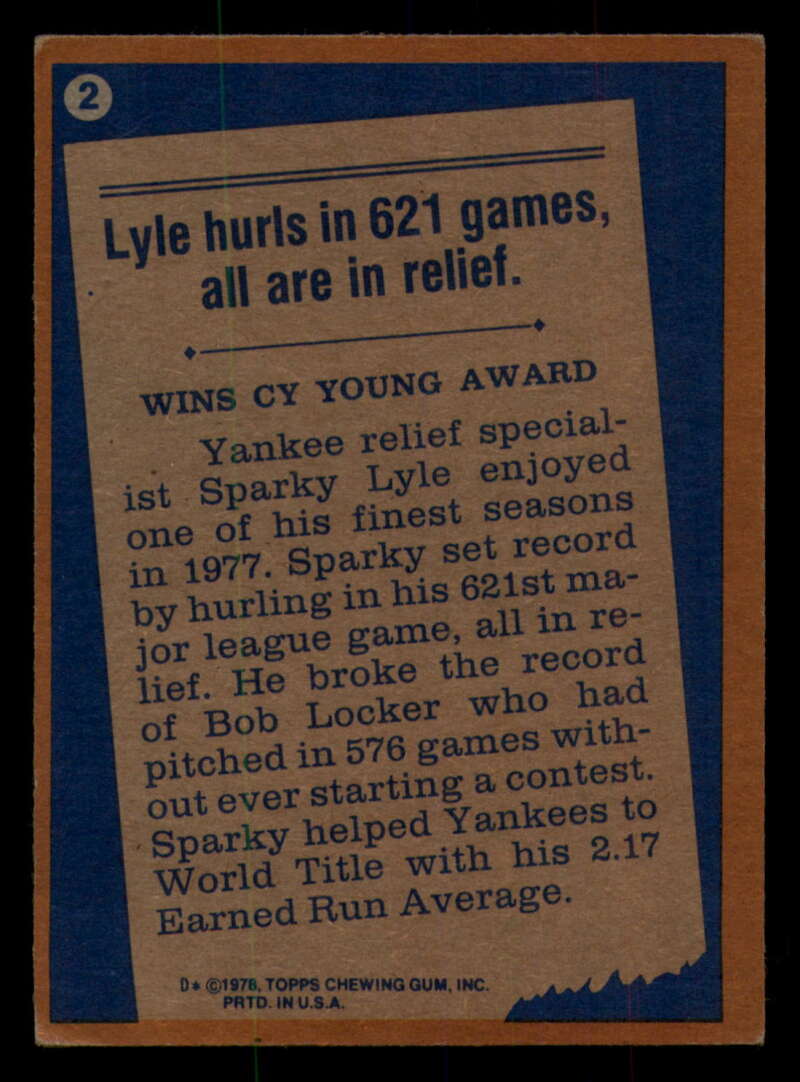 2
Lyle hurls in 621 games,
all are in relief.
WINS CY YOUNG AWARD
Yankee relief special-
ist Sparky Lyle enjoyed
one of his finest seasons
in 1977. Sparky set record
by hurling in his 621st ma-
jor league game, all in re-
lief. He broke the record
of Bob Locker who had
pitched in 576 games with-
out ever starting a contest.
Sparky helped Yankees to
World Title with his 2.17
Earned Run Average.
D* ©1978, TOPPS CHEWING GUM, INC.
PRTD. IN U.S.A.